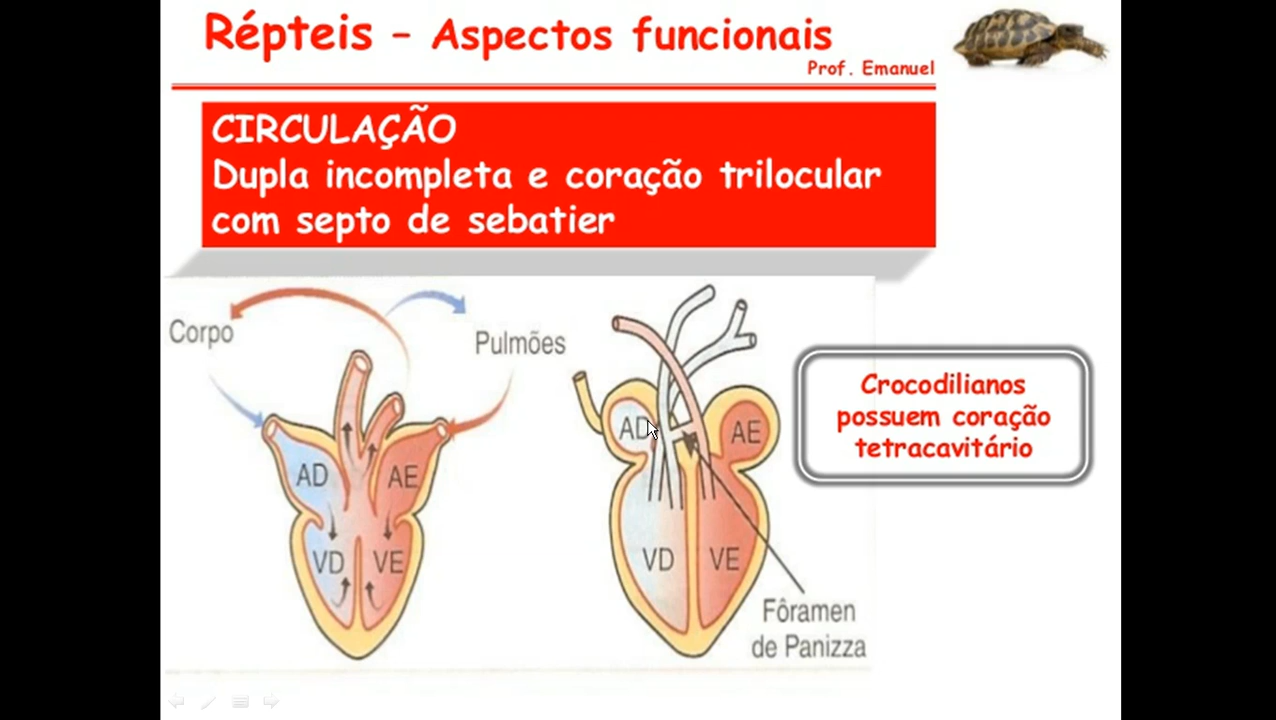 Répteis - Aspectos funcionais
Prof. Emanuel
CIRCULAÇÃO
Dupla incompleta e coração trilocular
com septo de sebatier
Corpo
Pulmões
AD
AE
VD
VE
AD
AE
VD
VE
Fôramen
de Panizza
Crocodilianos
possuem coração
tetracavitário